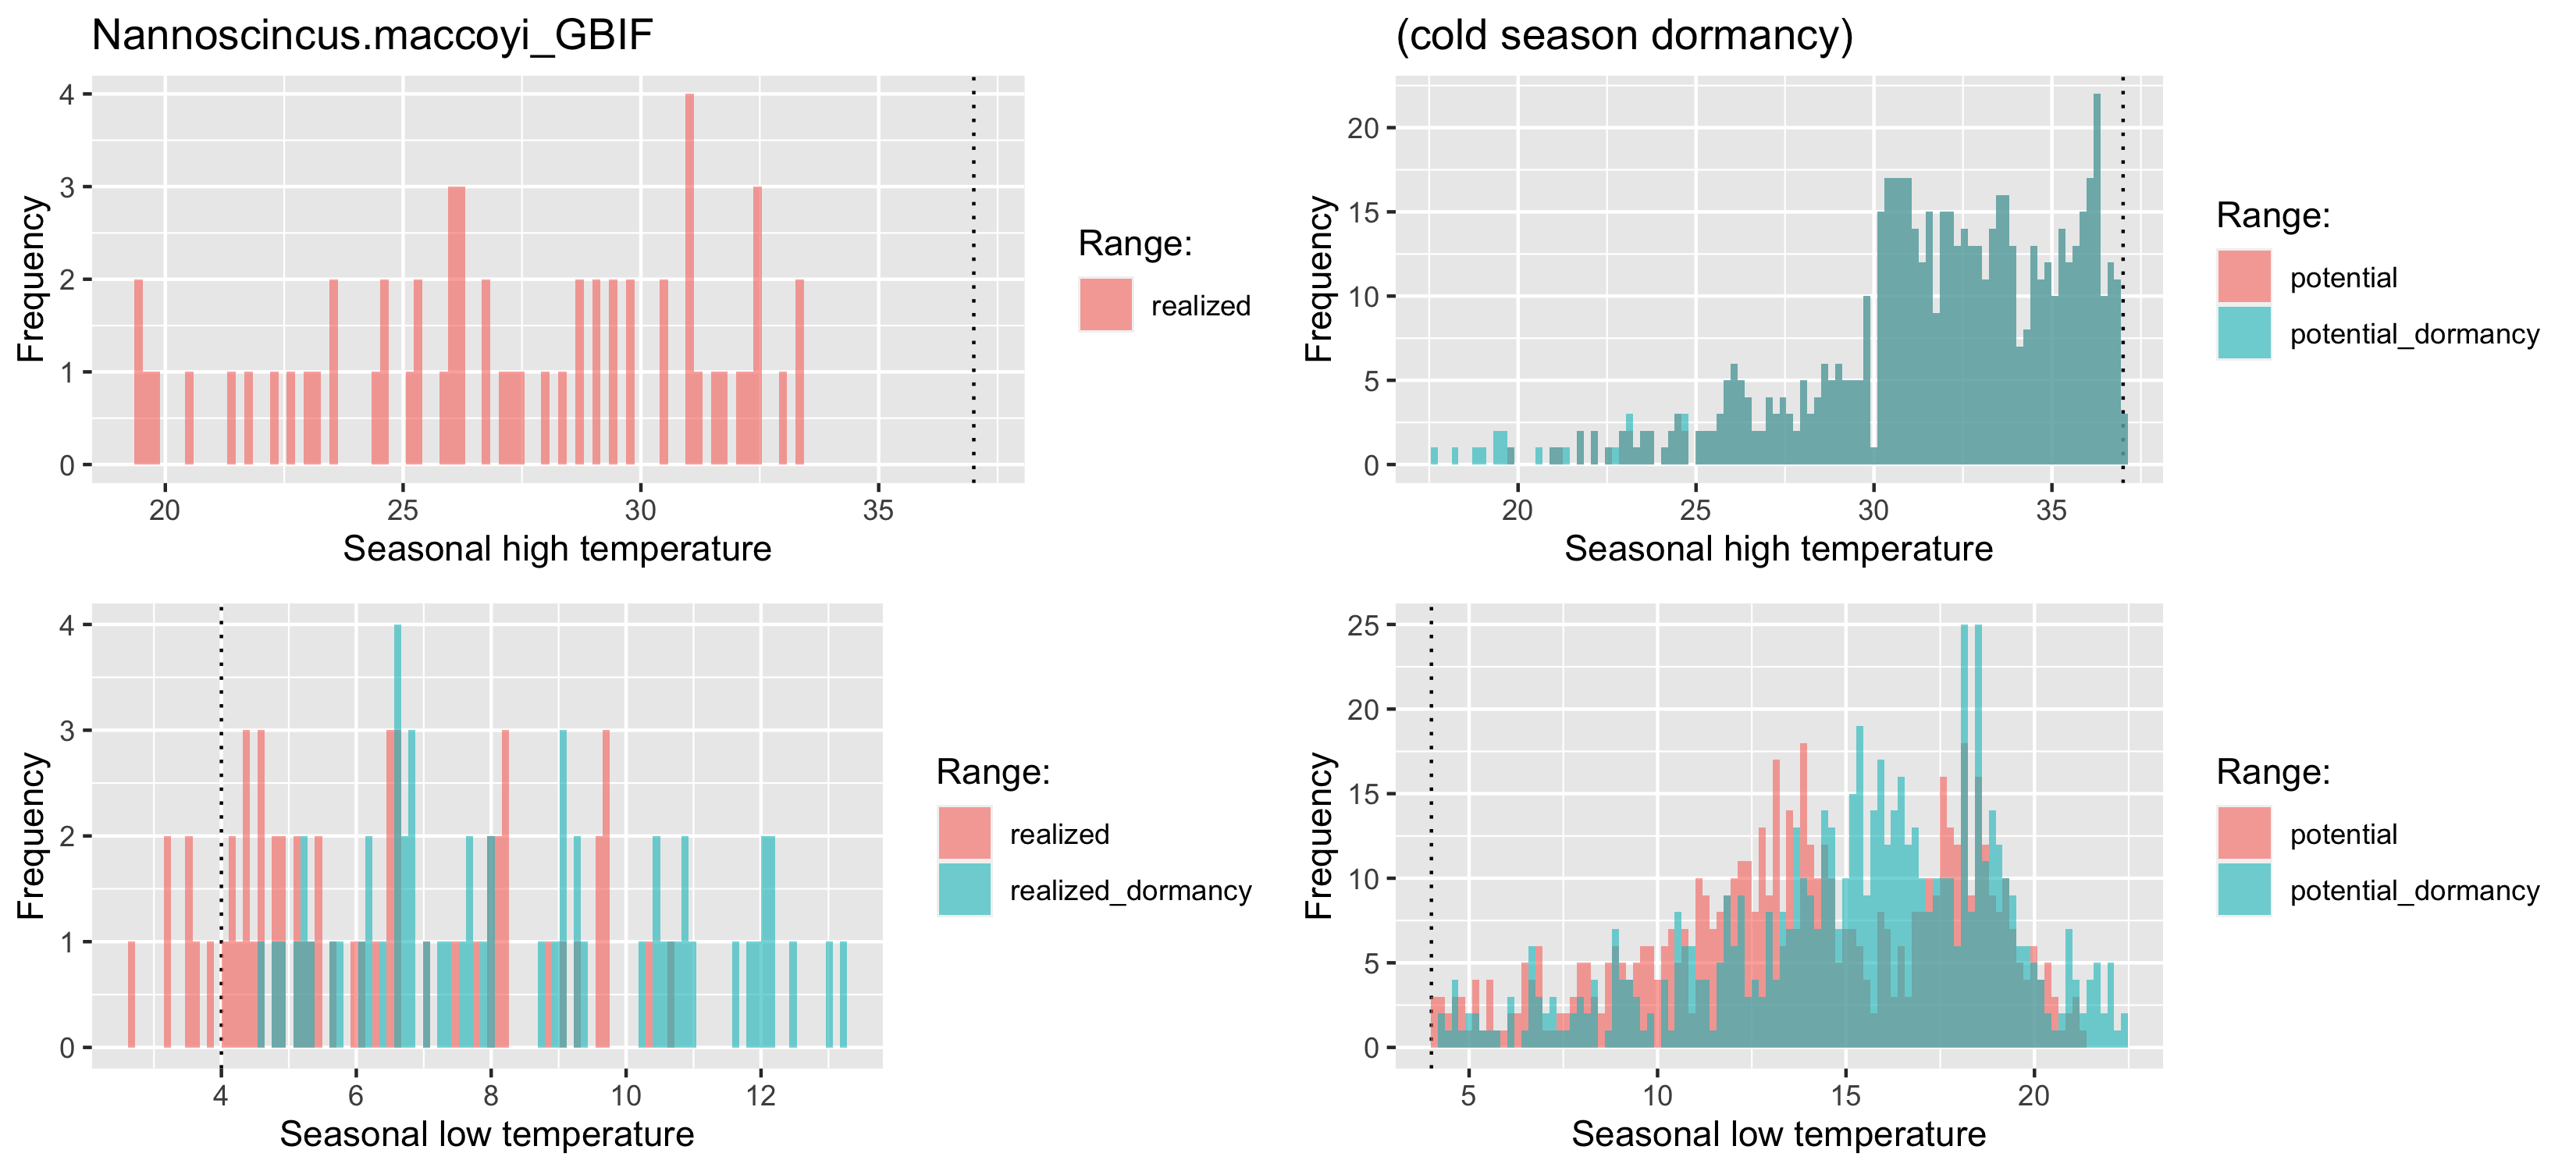 Nannoscincus.maccoyi_GBIF
Frequency
4
3
2
1
0
20 25 30 35
Seasonal high temperature
Range:
realized
(cold season dormancy)
Frequency
20
15
10
5
0
20 25 30 35
Seasonal high temperature
Range:
potential
potential_dormancy
Frequency
4
3
2
1
0
4 6 8 10 12
Seasonal low temperature
Range:
realized
realized_dormancy
Frequency
25
20
15
10
5
0
5 10 15 20
Seasonal low temperature
Range:
potential
potential_dormancy